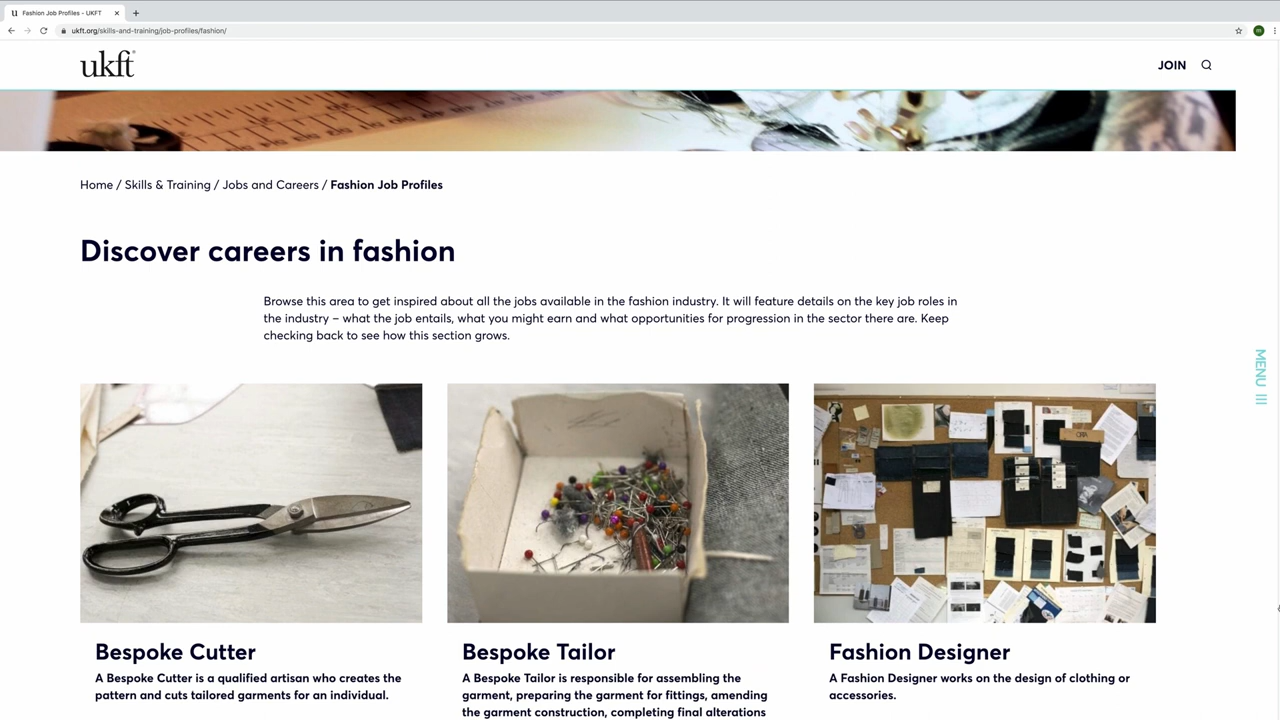 Fashion Job Profiles - UKFT
ukft.org/skills-and-training/job-profiles/fashion/
ukft
JOIN
Home / Skills & Training / Jobs and Careers / Fashion Job Profiles
Discover careers in fashion
Browse this area to get inspired about all the jobs available in the fashion industry. It will feature details on the key job roles in
the industry – what the job entails, what you might earn and what opportunities for progression in the sector there are. Keep
checking back to see how this section grows.
MENU
Bespoke Cutter
A Bespoke Cutter is a qualified artisan who creates the
pattern and cuts tailored garments for an individual.
Bespoke Tailor
A Bespoke Tailor is responsible for assembling the
garment, preparing the garment for fittings, amending
the garment construction, completing final alterations
Fashion Designer
A Fashion Designer works on the design of clothing or
accessories.